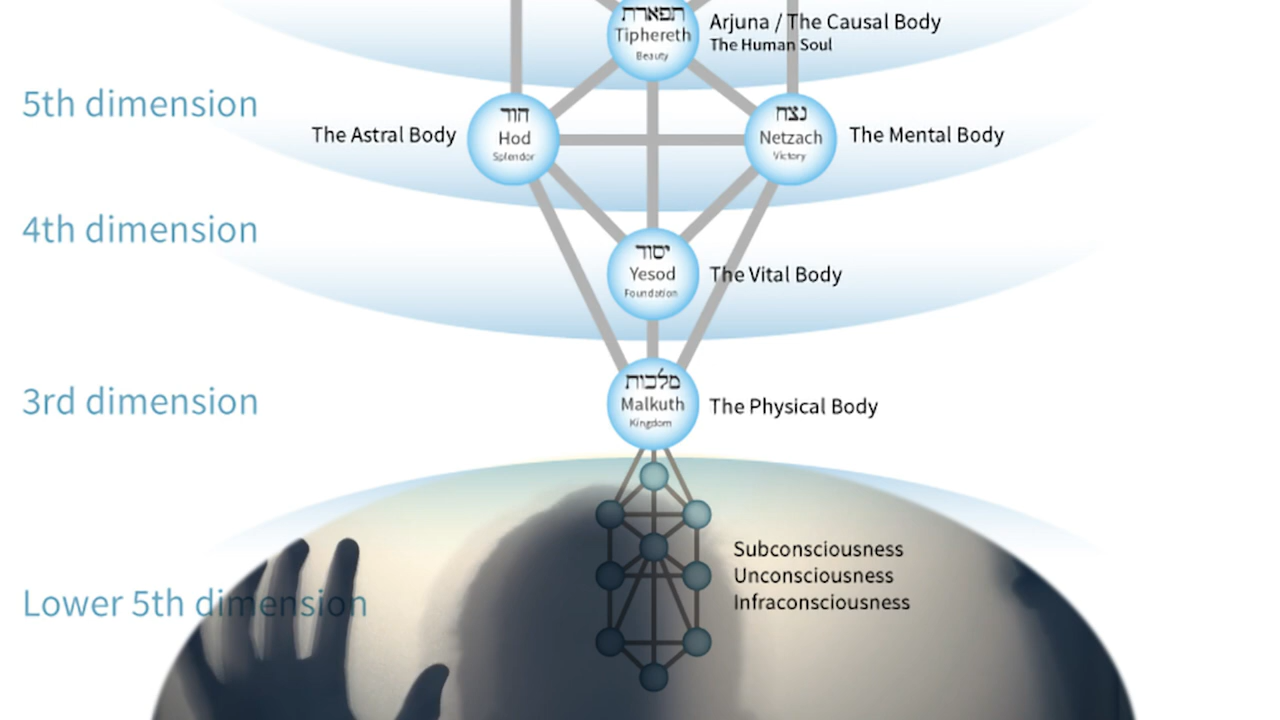 תפארת
Tiphereth
Beauty
Arjuna / The Causal Body
The Human Soul
5th dimension
The Astral Body
הוד
Hod
Splendor
נצח
Netzach
Victory
The Mental Body
4th dimension
יסוד
Yesod
Foundation
The Vital Body
3rd dimension
מלכות
Malkuth
Kingdom
The Physical Body
Subconsciousness
Unconsciousness
Infraconsciousness
Lower 5th dimension